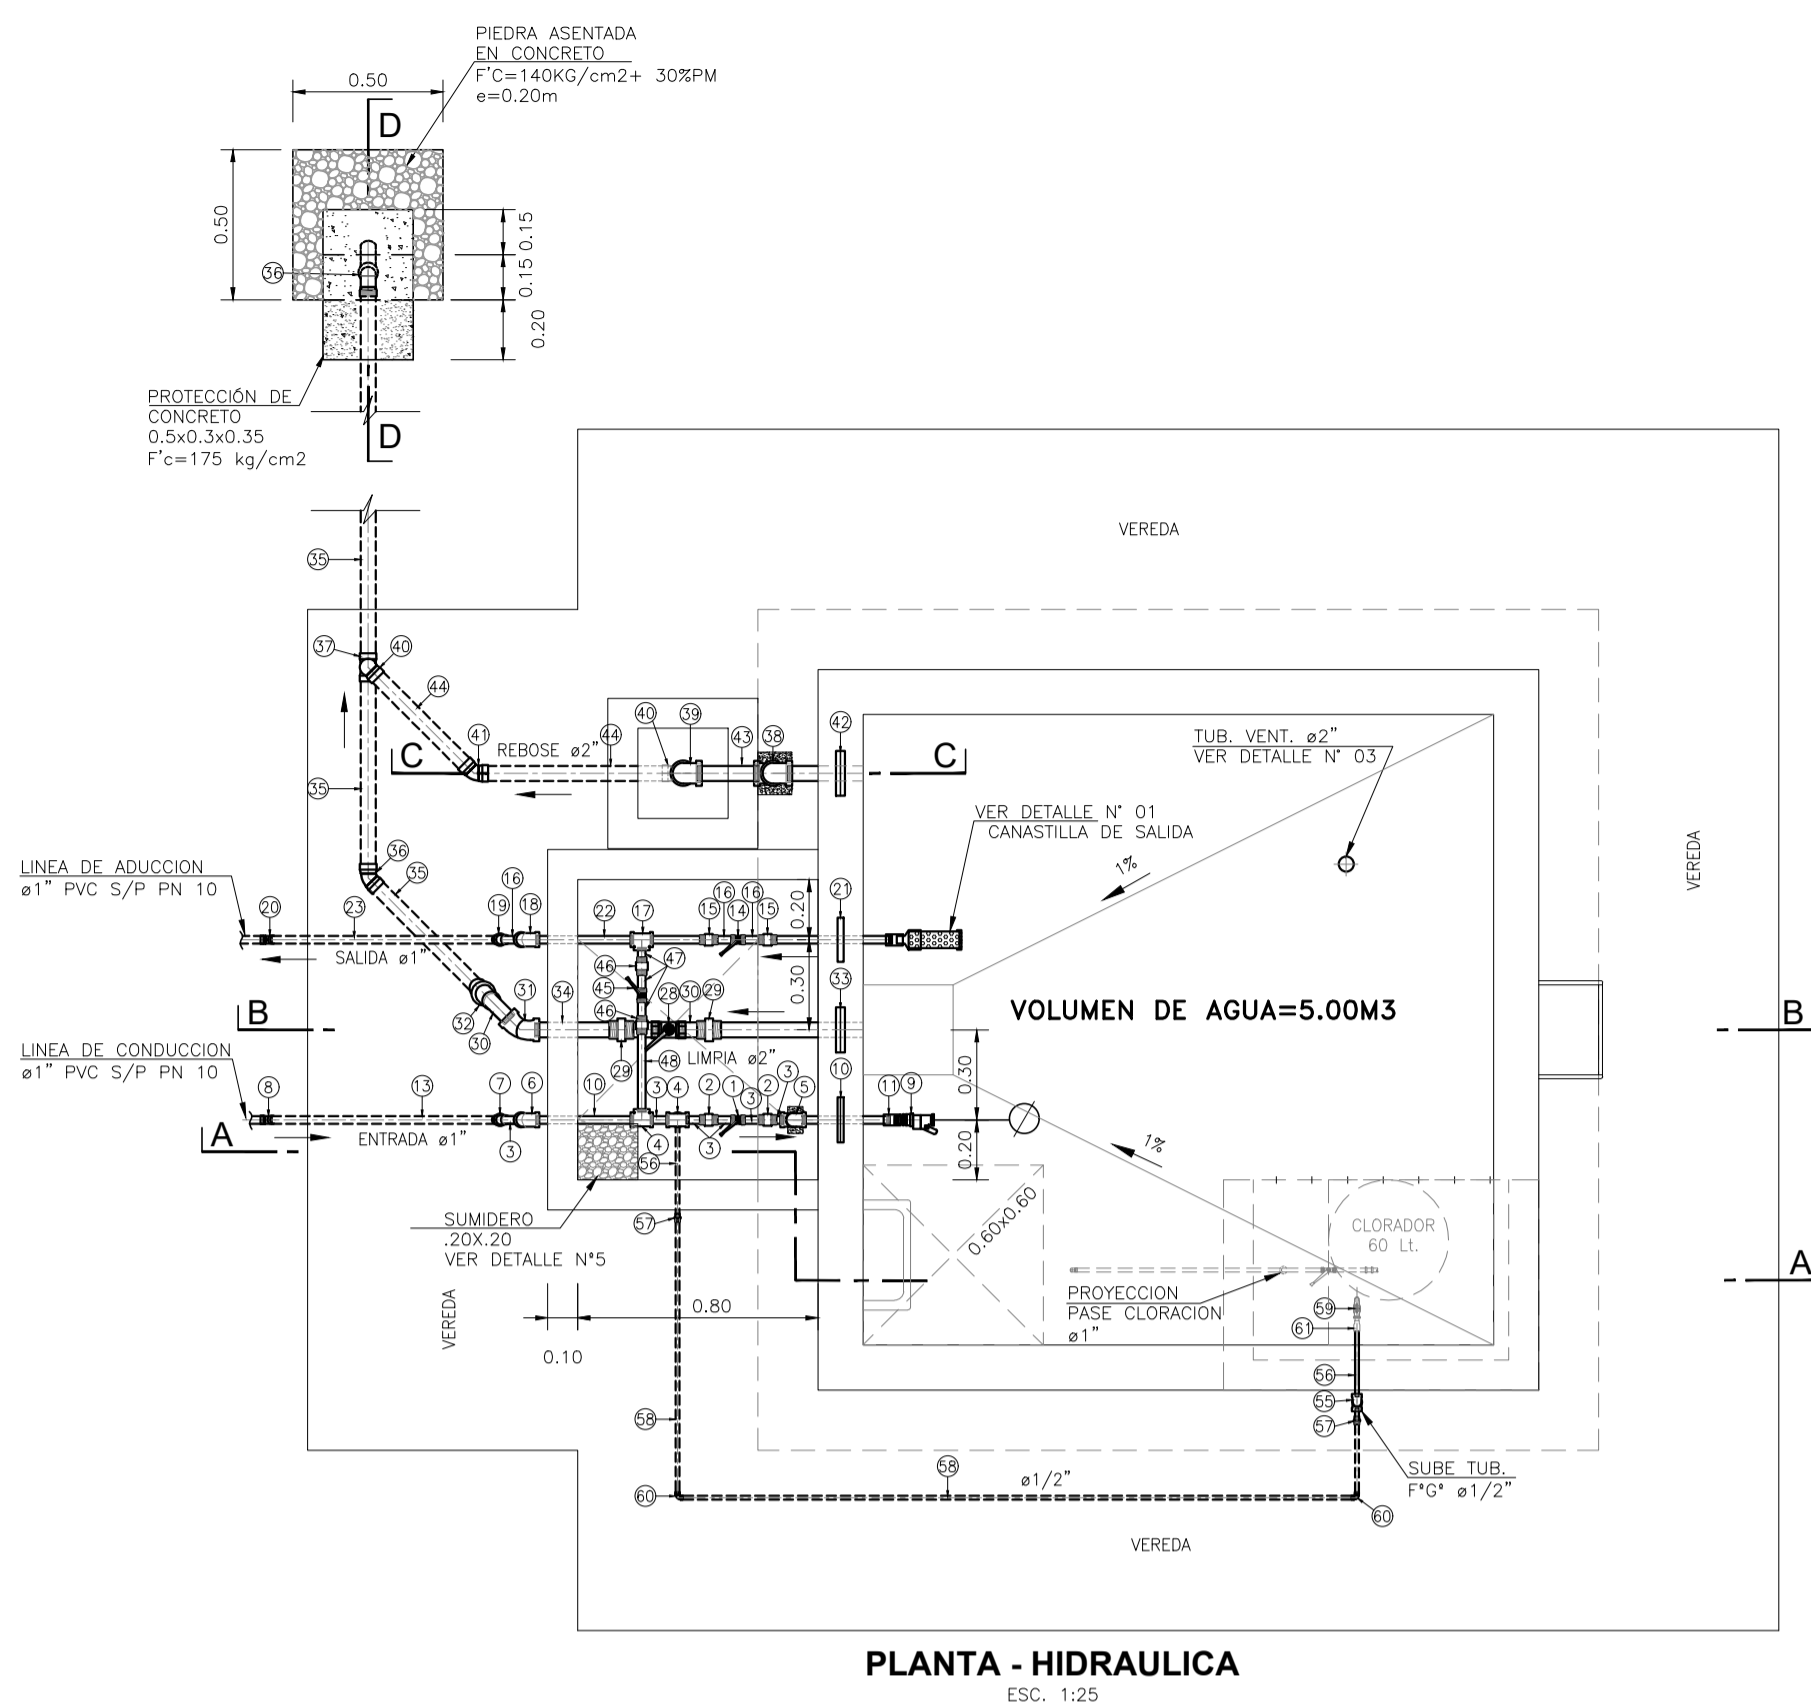 PIEDRA ASENTADA
EN CONCRETO
F'C=140KG/cm2+ 30%PM
e=0.20m
0.50
D
0.50
0.15
0.15
0.20
36
PROTECCIÓN DE
CONCRETO
0.5x0.3x0.35
F'c=175 kg/cm2
D
VEREDA
35
37
40
44
41
REBOSE ø2"
44
40
39
43
38
42
C
C
TUB. VENT. ø2"
VER DETALLE N° 03
35
VER DETALLE N° 01
CANASTILLA DE SALIDA
1%
VEREDA
LINEA DE ADUCCION
ø1" PVC S/P PN 10
36
35
20
23
19
16
18
22
17
15
16
14
16
15
0.20
21
SALIDA ø1"
46
47
45
46
28
30
29
0.30
33
B
32
30
31
34
29
48
LIMPIA ø2"
VOLUMEN DE AGUA=5.00M3
B
LINEA DE CONDUCCION
ø1" PVC S/P PN 10
8
13
7
6
10
3
4
2
1
3
2
3
5
10
11
9
0.30
A
ENTRADA ø1"
3
4
3
56
0.20
1%
SUMIDERO
.20X.20
VER DETALLE N°5
57
0.60x0.60
CLORADOR
60 Lt.
A
VEREDA
0.80
0.10
PROYECCION
PASE CLORACION
ø1"
59
61
56
55
57
58
58
ø1/2"
SUBE TUB.
F°G° ø1/2"
60
60
VEREDA
PLANTA - HIDRAULICA
ESC. 1:25